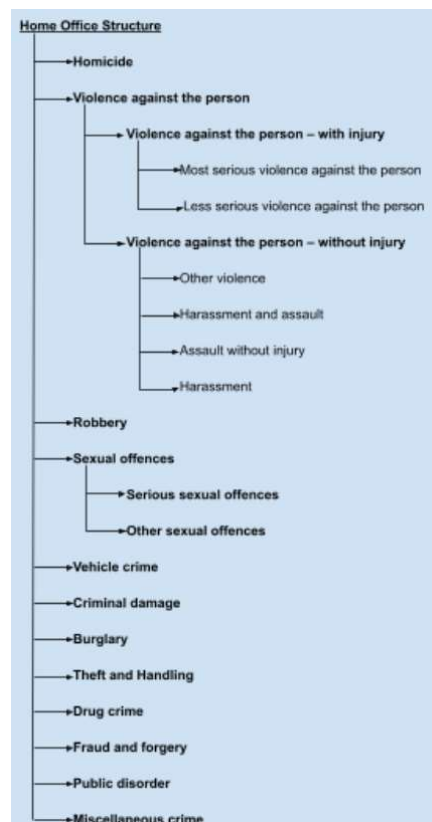 Home Office Structure
Homicide
Violence against the person
Violence against the person – with injury
Most serious violence against the person
Less serious violence against the person
Violence against the person – without injury
Other violence
Harassment and assault
Assault without injury
Harassment
Robbery
Sexual offences
Serious sexual offences
Other sexual offences
Vehicle crime
Criminal damage
Burglary
Theft and Handling
Drug crime
Fraud and forgery
Public disorder
Miscellaneous crime